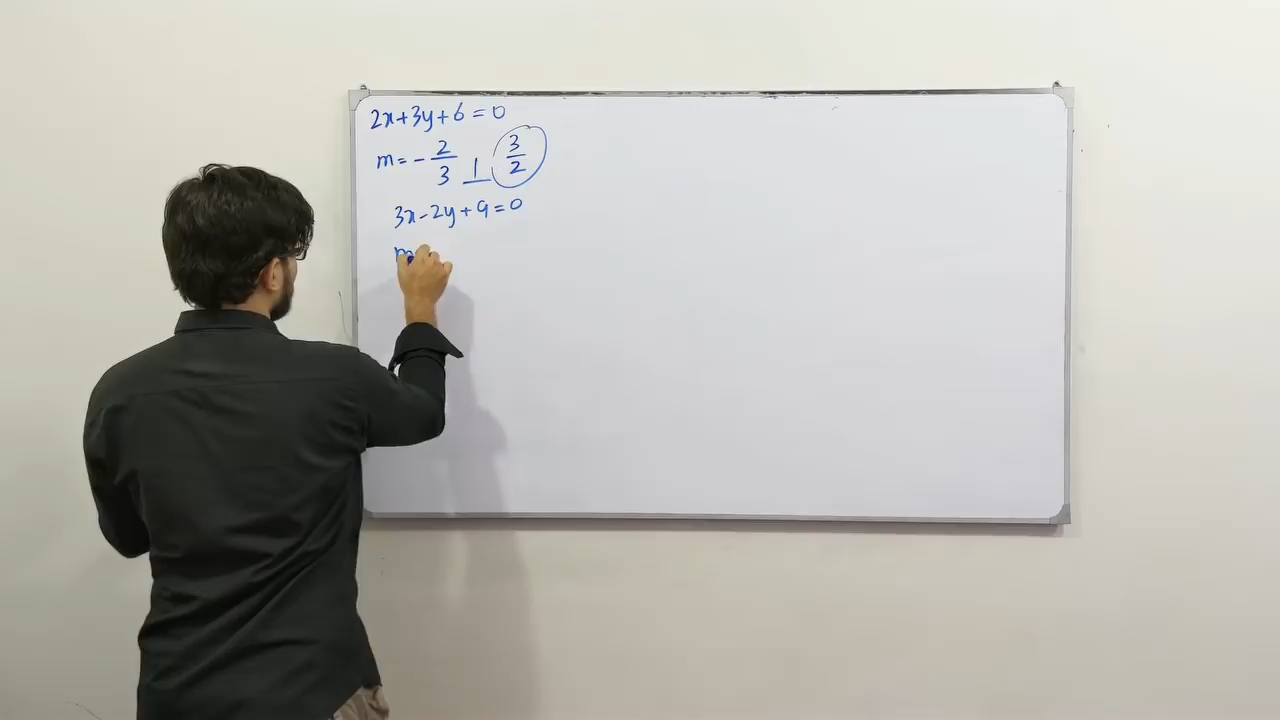 2x+3y+6=0
m=-2/3 ⊥ 3/2
3x-2y+9=0
m